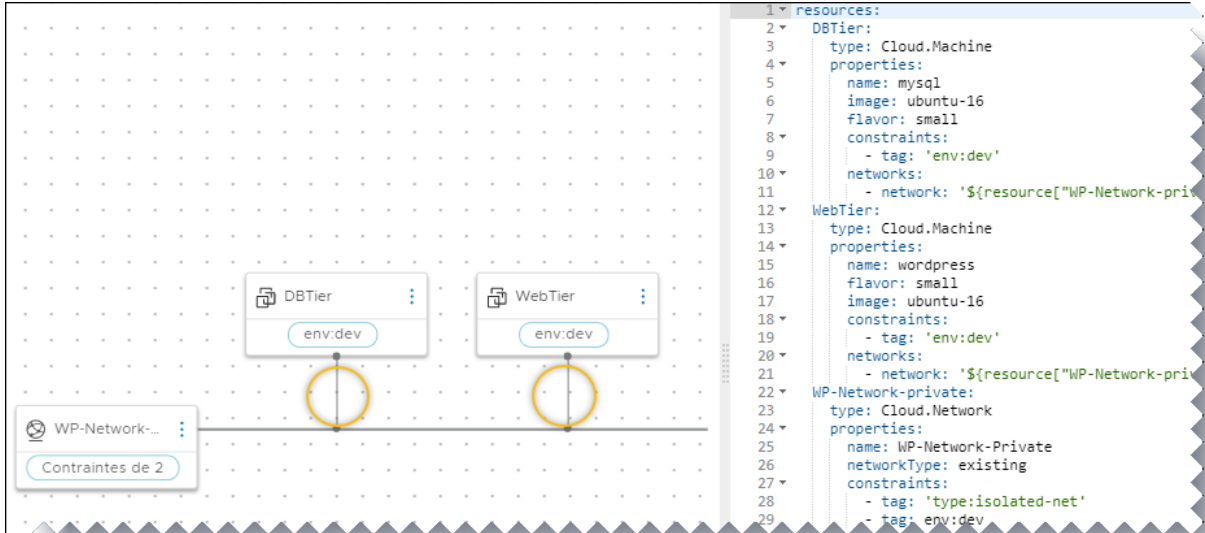 DBTier
env:dev
WebTier
env:dev
WP-Network-...
Contraintes de 2
1 resources:
2 DBTier:
3 type: Cloud.Machine
4 properties:
5 name: mysql
6 image: ubuntu-16
7 flavor: small
8 constraints:
9 - tag: 'env:dev'
10 networks:
11 - network: '${resource["WP-Network-priv
12 WebTier:
13 type: Cloud.Machine
14 properties:
15 name: wordpress
16 flavor: small
17 image: ubuntu-16
18 constraints:
19 - tag: 'env:dev'
20 networks:
21 - network: '${resource["WP-Network-priv
22 WP-Network-private:
23 type: Cloud.Network
24 properties:
25 name: WP-Network-Private
26 networkType: existing
27 constraints:
28 - tag: 'type:isolated-net'
29 - tag: env:dev